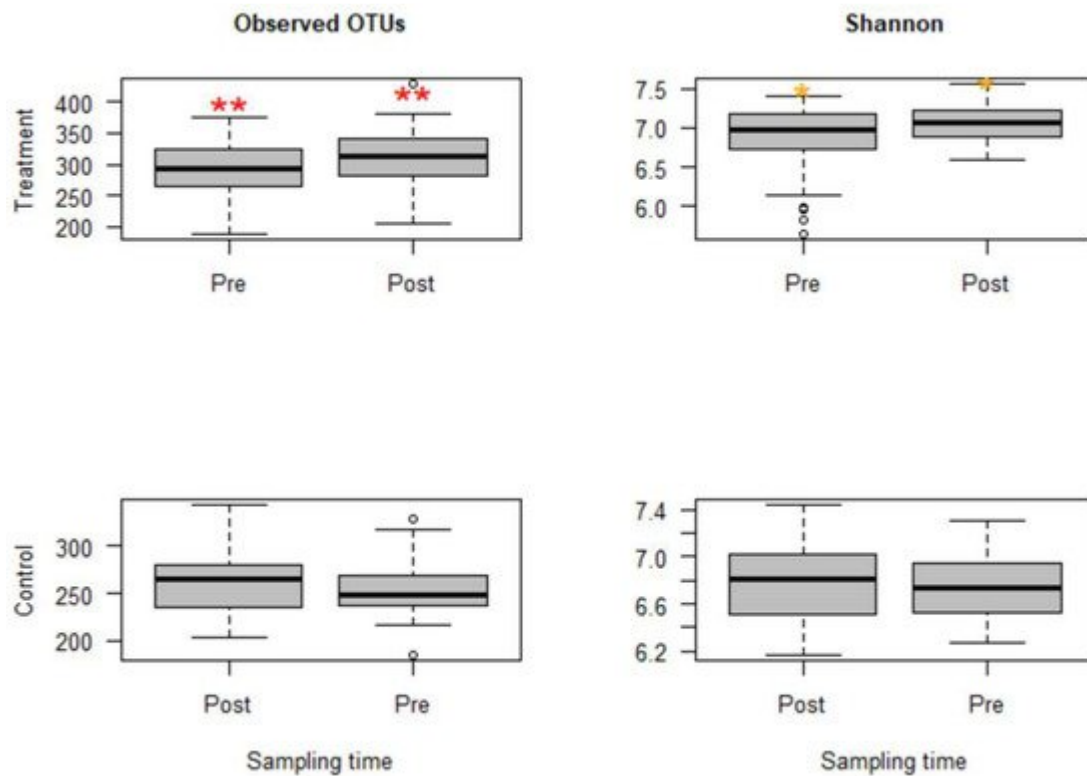 Observed OTUs
Shannon
Treatment
400
350
300
250
200
** **
Pre Post
7.5
7.0
6.5
6.0
* *
Pre Post
Control
300
250
200
Post Pre
Sampling time
7.4
7.0
6.6
6.2
Post Pre
Sampling time